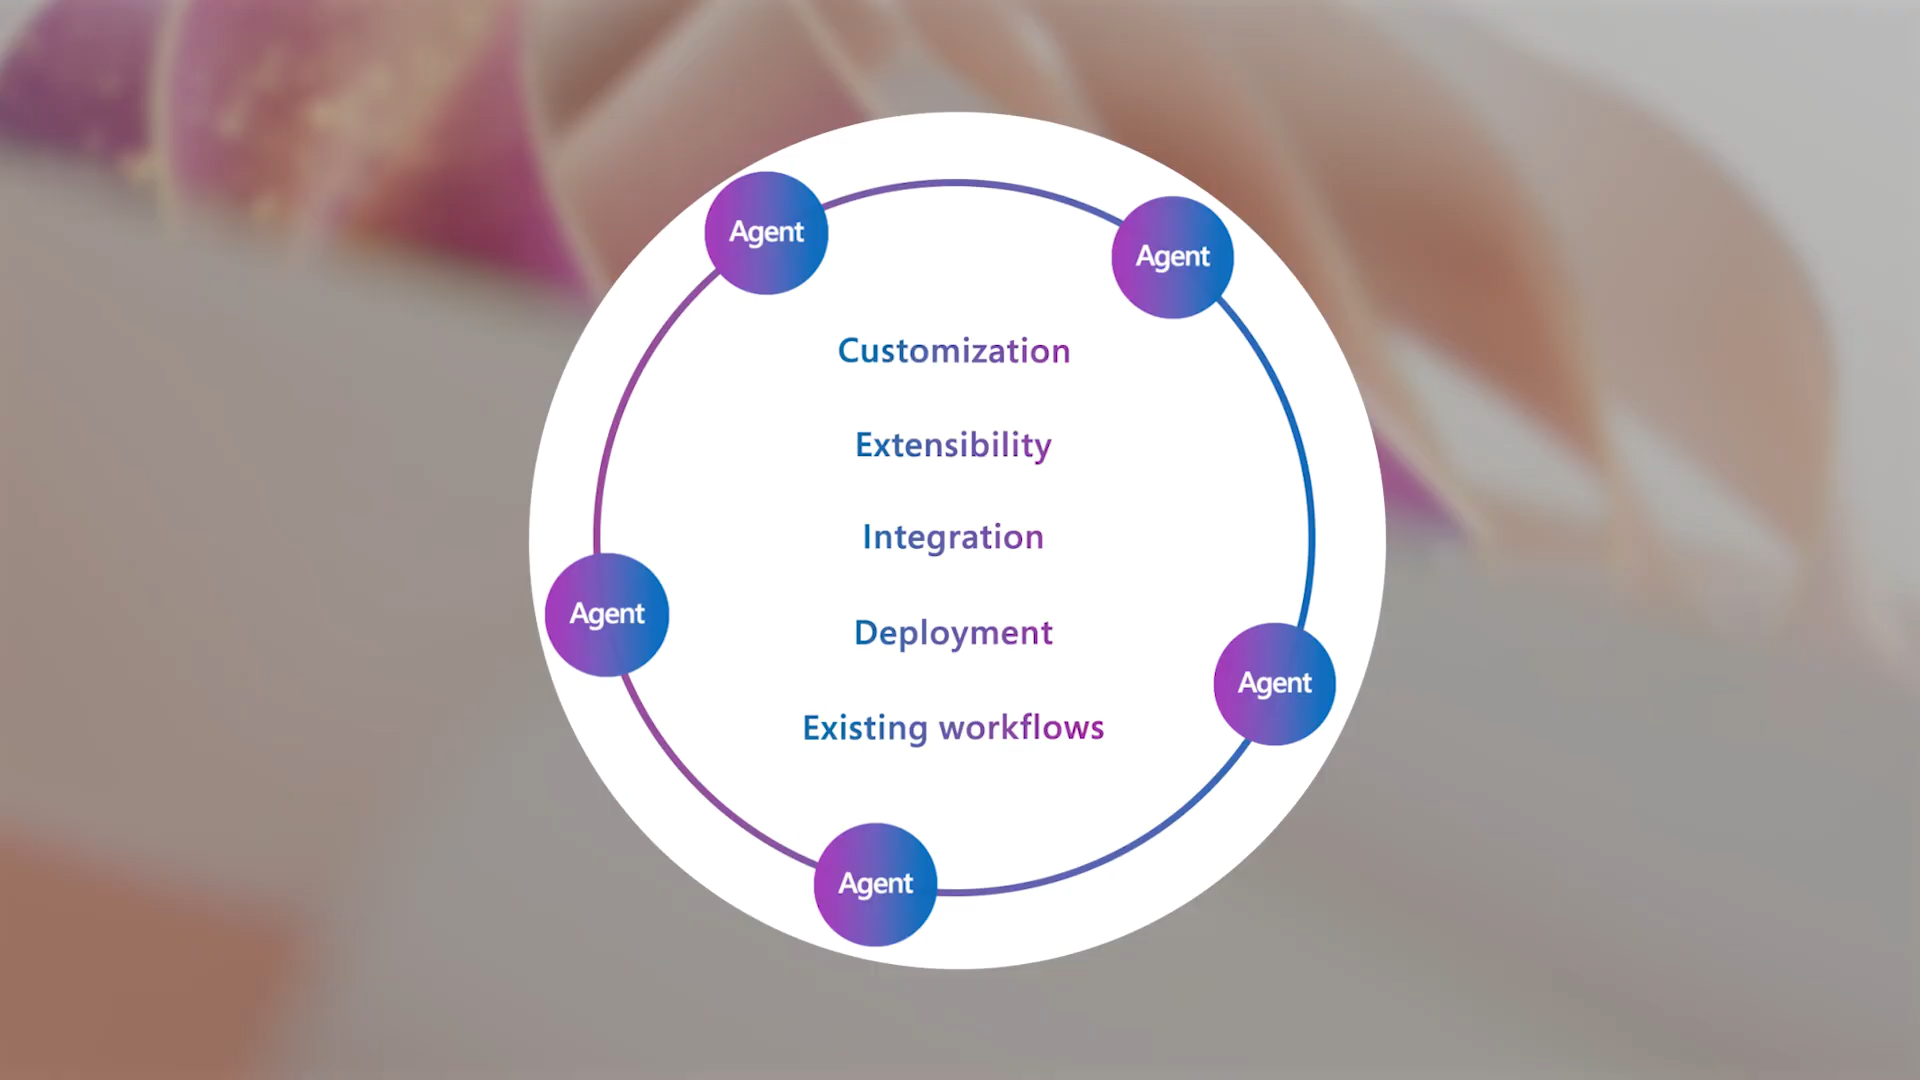 Agent
Agent
Customization
Extensibility
Integration
Deployment
Existing workflows
Agent
Agent
Agent